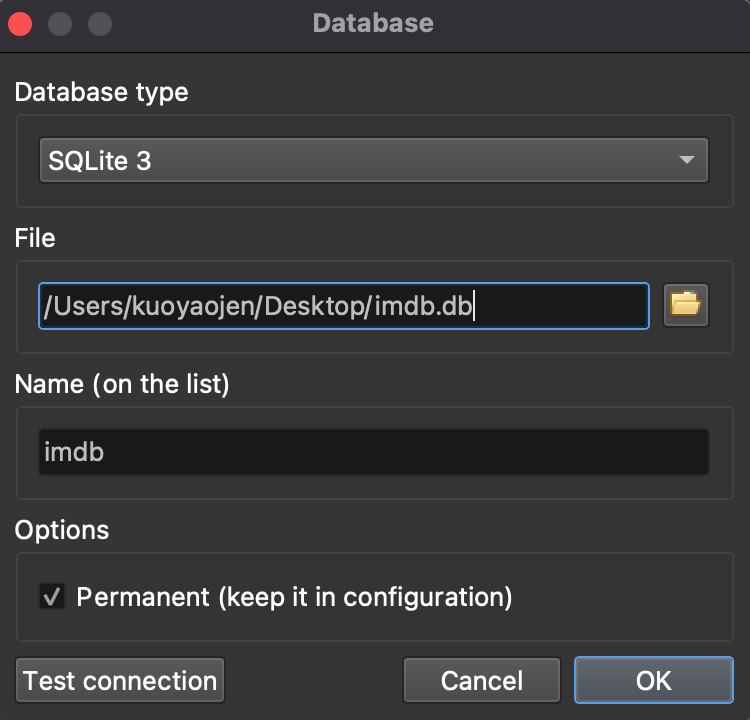 Database
Database type
SQLite 3
File
/Users/kuoyaojen/Desktop/imdb.db
Name (on the list)
imdb
Options
Permanent (keep it in configuration)
Test connection
Cancel
OK